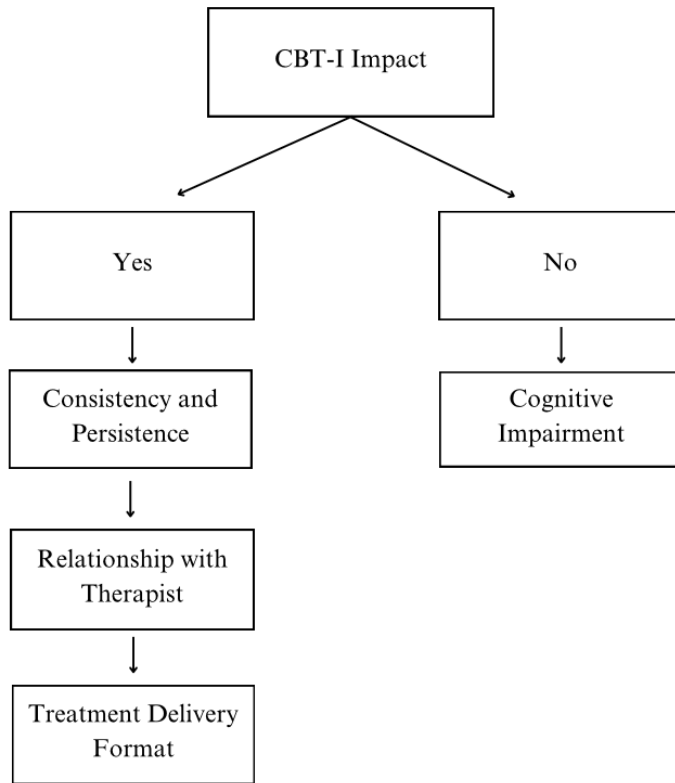 CBT-I Impact
Yes
No
Consistency and
Persistence
Cognitive
Impairment
Relationship with
Therapist
Treatment Delivery
Format